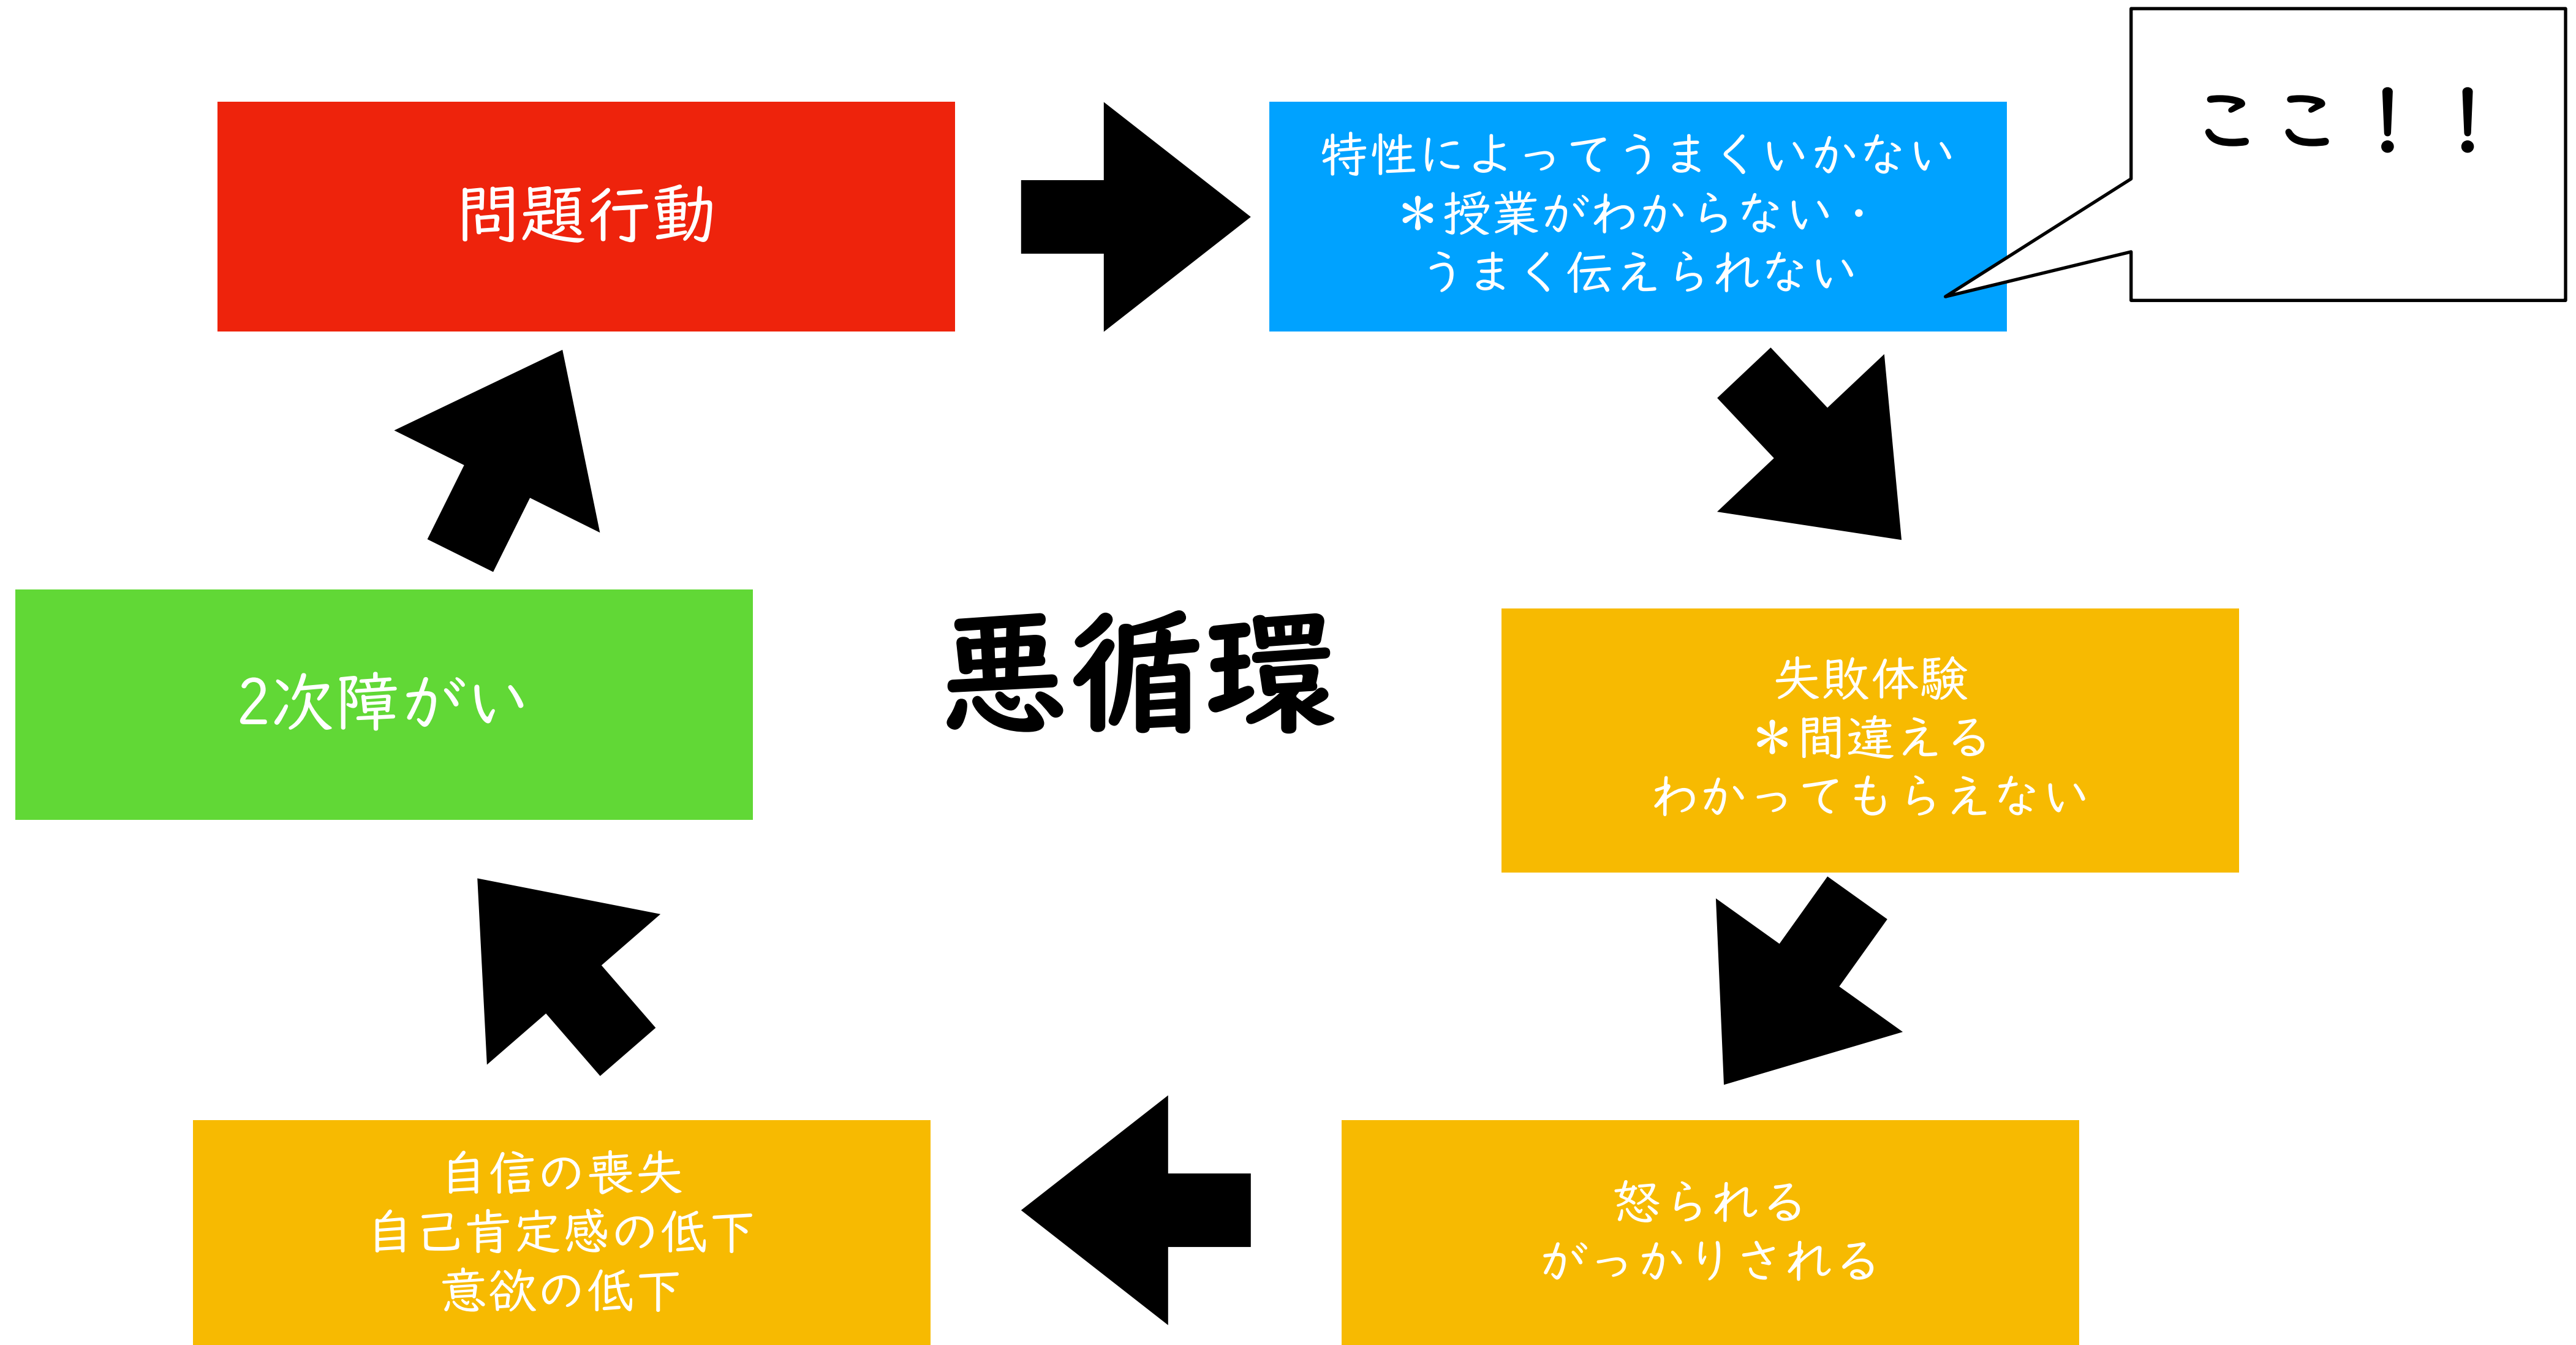 ここ！！
問題行動
特性によってうまくいかない
＊授業がわからない・
うまく伝えられない
悪循環
2次障がい
失敗体験
＊間違える
わかってもらえない
自信の喪失
自己肯定感の低下
意欲の低下
怒られる
がっかりされる